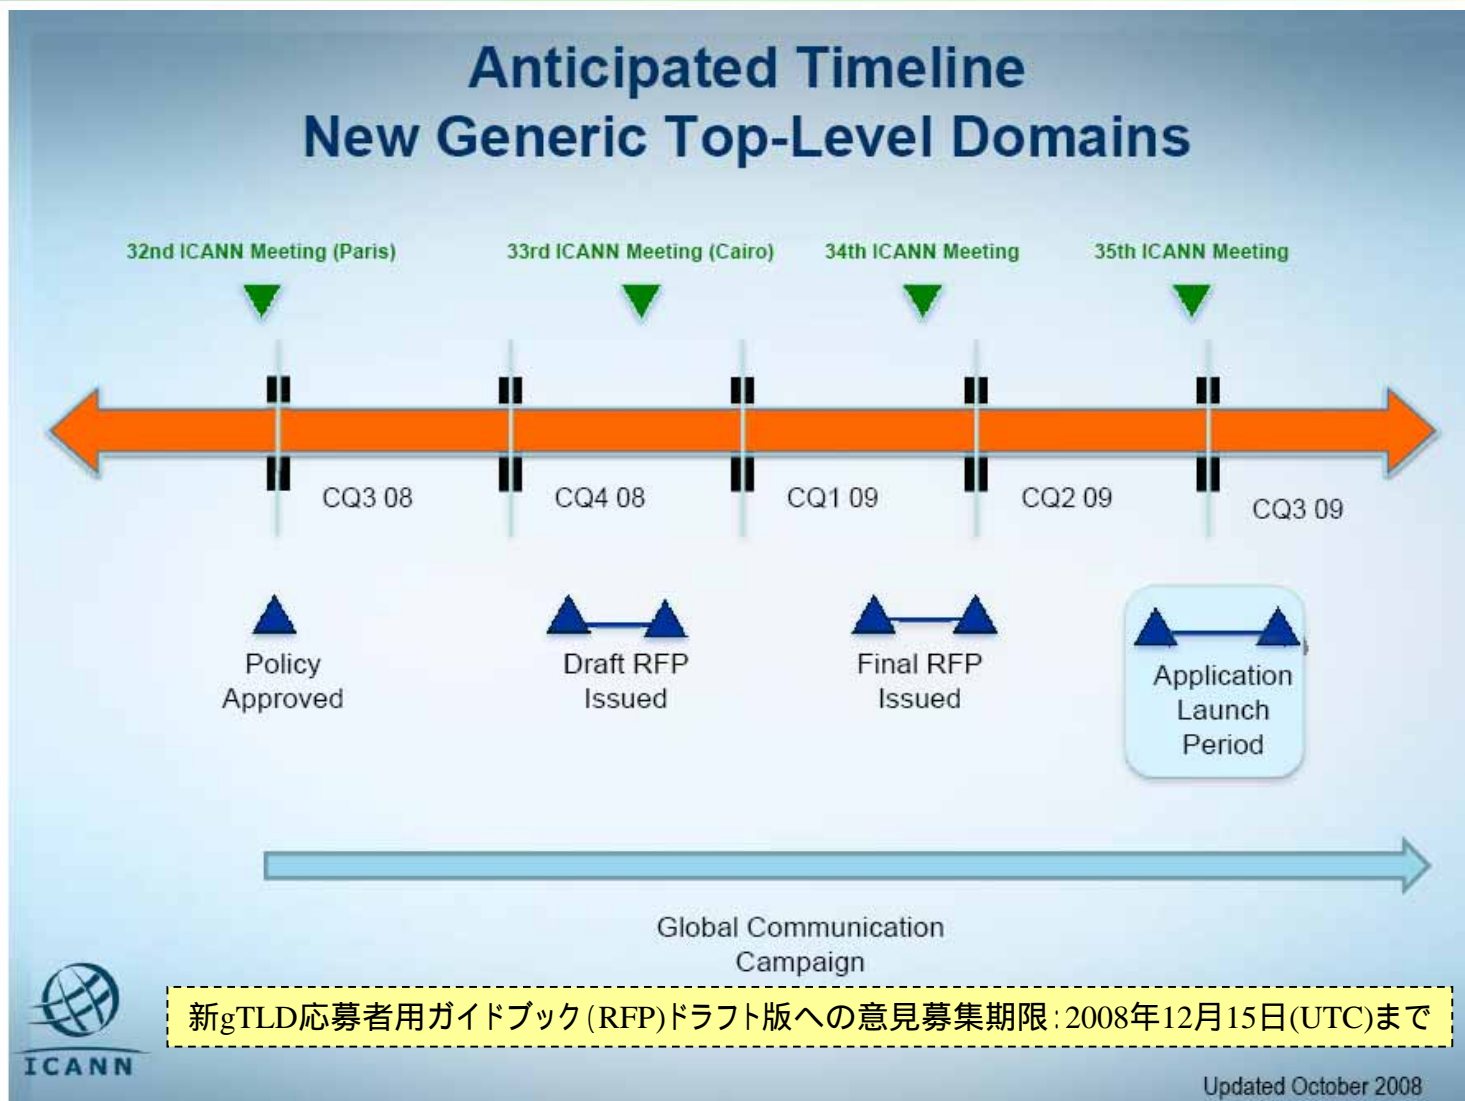 Anticipated Timeline
New Generic Top-Level Domains
32nd ICANN Meeting (Paris)
33rd ICANN Meeting (Cairo)
34th ICANN Meeting
35th ICANN Meeting
CQ3 08
CQ4 08
CQ1 09
CQ2 09
CQ3 09
Policy
Approved
Draft RFP
Issued
Final RFP
Issued
Application
Launch
Period
Global Communication
Campaign
新gTLD応募者用ガイドブック(RFP)ドラフト版への意見募集期限:2008年12月15日(UTC)まで
ICANN
Updated October 2008